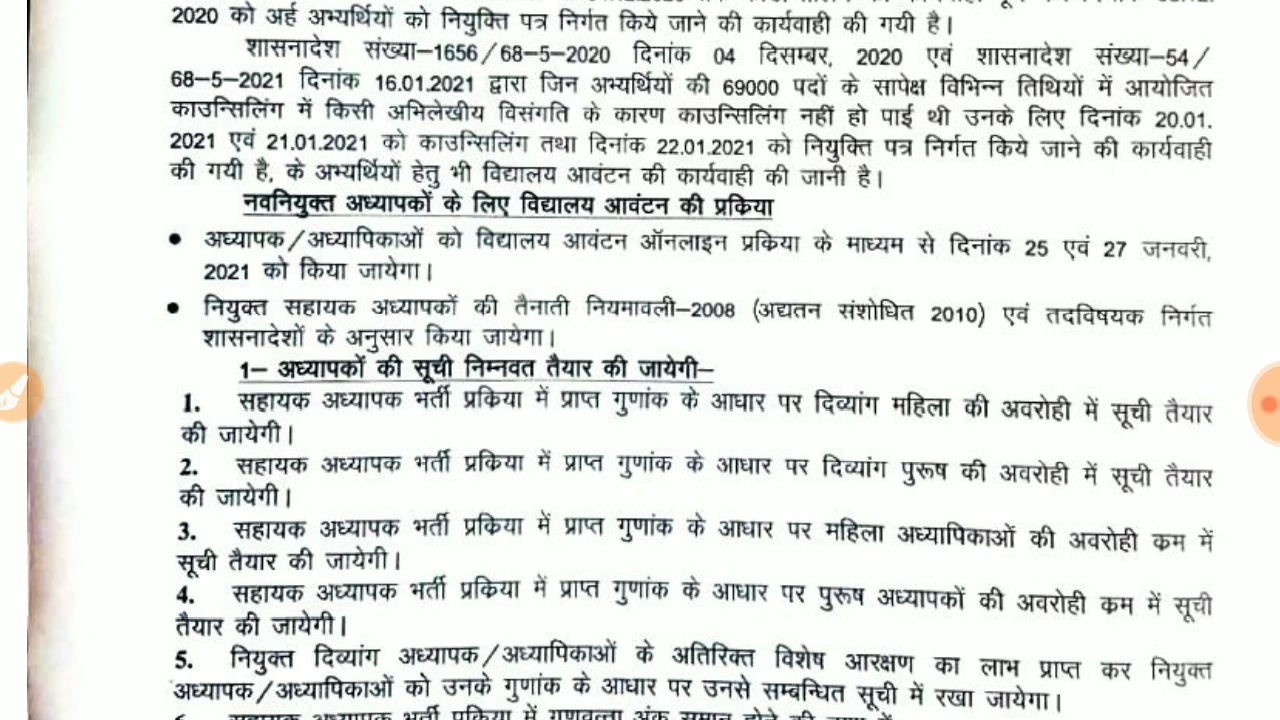 2020 को अर्ह अभ्यर्थियों को नियुक्ति पत्र निर्गत किये जाने की कार्यवाही की गयी है।
शासनादेश संख्या–1656/68–5–2020 दिनांक 04 दिसम्बर, 2020 एवं शासनादेश संख्या–54/
68–5–2021 दिनांक 16.01.2021 द्वारा जिन अभ्यर्थियों की 69000 पदों के सापेक्ष विभिन्न तिथियों में आयोजित
काउन्सिलिंग में किसी अभिलेखीय विसंगति के कारण काउन्सिलिंग नहीं हो पाई थी उनके लिए दिनांक 20.01.
2021 एवं 21.01.2021 को काउन्सिलिंग तथा दिनांक 22.01.2021 को नियुक्ति पत्र निर्गत किये जाने की कार्यवाही
की गयी है, के अभ्यर्थियों हेतु भी विद्यालय आवंटन की कार्यवाही की जानी है।
नवनियुक्त अध्यापकों के लिए विद्यालय आवंटन की प्रकिया
• अध्यापक/अध्यापिकाओं को विद्यालय आवंटन ऑनलाइन प्रकिया के माध्यम से दिनांक 25 एवं 27 जनवरी,
2021 को किया जायेगा।
• नियुक्त सहायक अध्यापकों की तैनाती नियमावली–2008 (अद्यतन संशोधित 2010) एवं तदविषयक निर्गत
शासनादेशों के अनुसार किया जायेगा।
1– अध्यापकों की सूची निम्नवत तैयार की जायेगी–
1. सहायक अध्यापक भर्ती प्रकिया में प्राप्त गुणांक के आधार पर दिव्यांग महिला की अवरोही में सूची तैयार
की जायेगी।
2. सहायक अध्यापक भर्ती प्रकिया में प्राप्त गुणांक के आधार पर दिव्यांग पुरूष की अवरोही में सूची तैयार
की जायेगी।
3. सहायक अध्यापक भर्ती प्रकिया में प्राप्त गुणांक के आधार पर महिला अध्यापिकाओं की अवरोही कम में
सूची तैयार की जायेगी।
4. सहायक अध्यापक भर्ती प्रकिया में प्राप्त गुणांक के आधार पर पुरूष अध्यापकों की अवरोही कम में सूची
तैयार की जायेगी।
5. नियुक्त दिव्यांग अध्यापक/अध्यापिकाओं के अतिरिक्त विशेष आरक्षण का लाभ प्राप्त कर नियुक्त
अध्यापक/अध्यापिकाओं को उनके गुणांक के आधार पर उनसे सम्बन्धित सूची में रखा जायेगा।